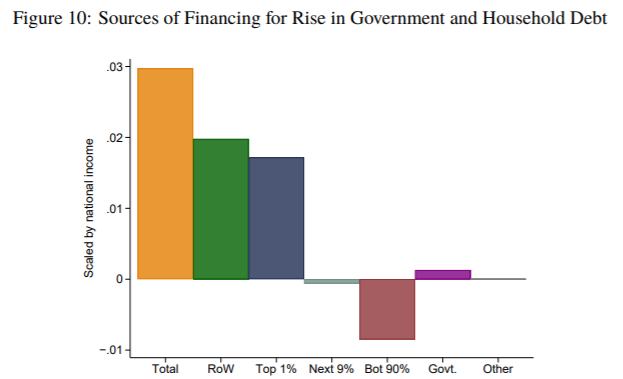 Figure 10: Sources of Financing for Rise in Government and Household Debt
.03
.02
.01
0
-.01
Scaled by national income
Total RoW Top 1% Next 9% Bot 90% Govt. Other